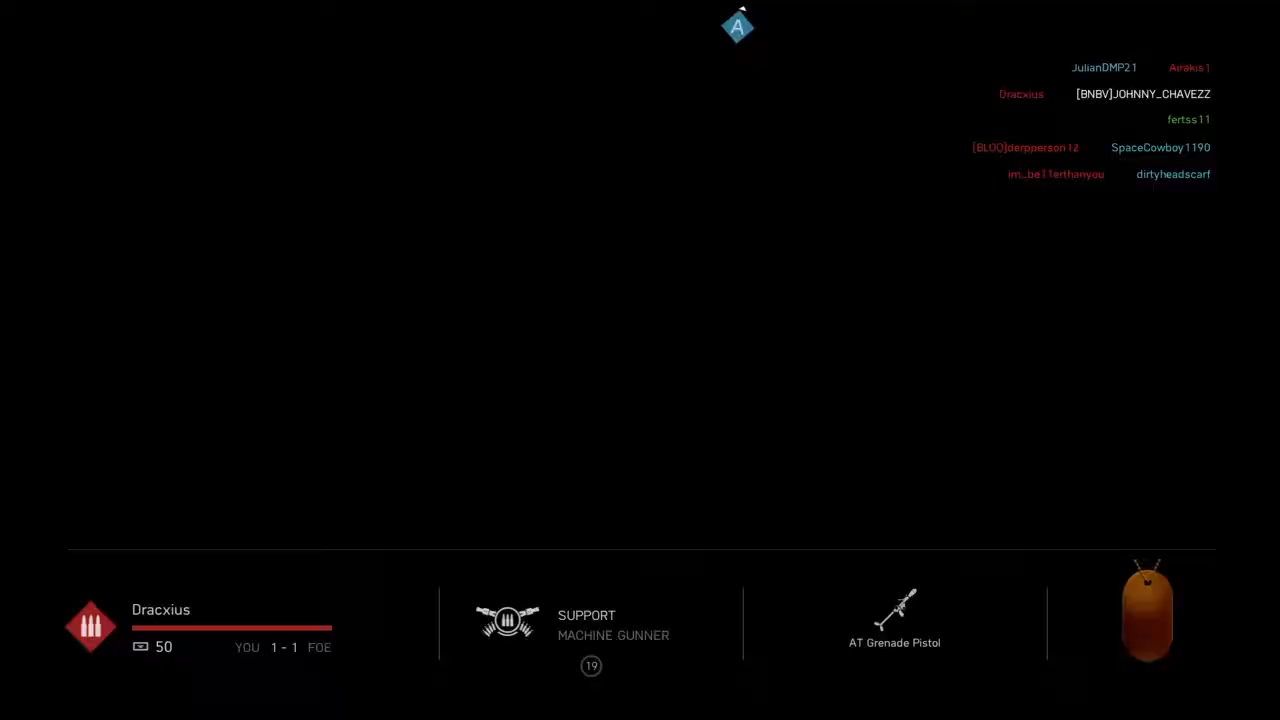 A
JulianDMP21 Airakis1
Dracxius [BNBV]JOHNNY_CHAVEZZ
fertss11
[BLOO]derpperson12 SpaceCowboy1190
im_be11erthanyou dirtyheadscarf
Dracxius
50 YOU 1 - 1 FOE
SUPPORT
MACHINE GUNNER
19
AT Grenade Pistol